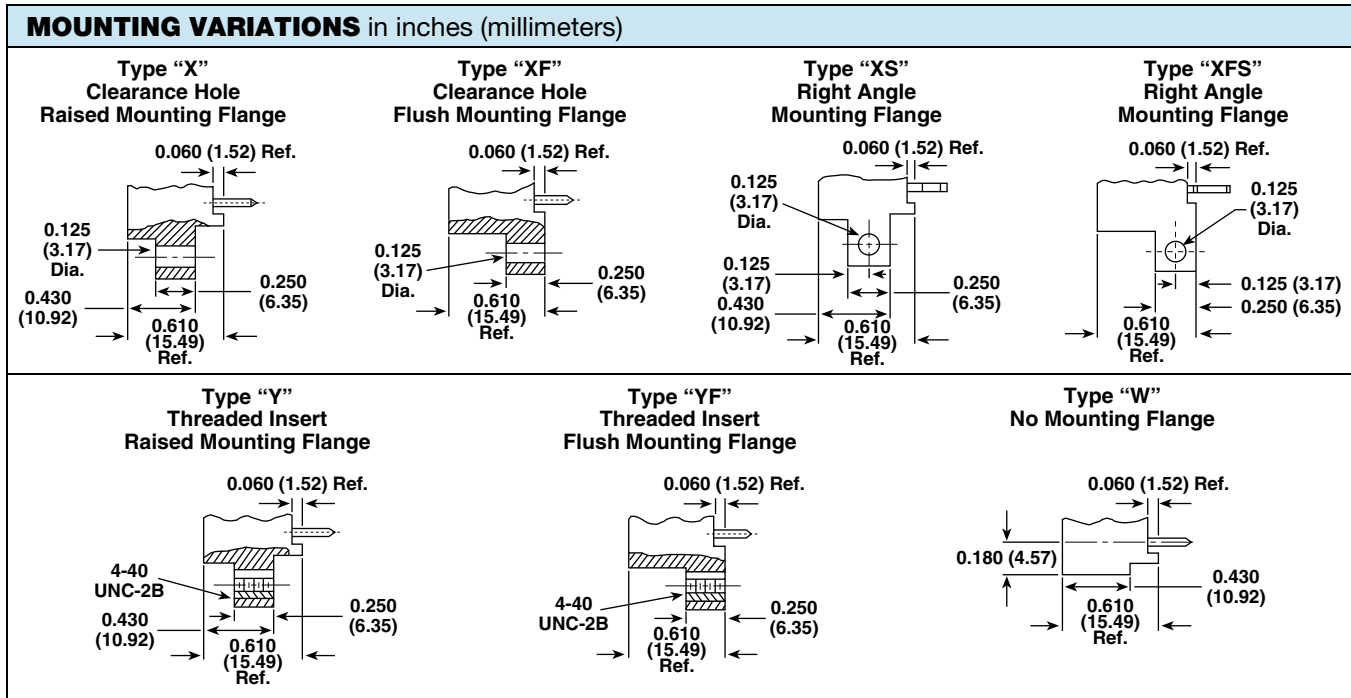 MOUNTING VARIATIONS in inches (millimeters)
Type “X”
Clearance Hole
Raised Mounting Flange
0.060 (1.52) Ref.
0.125
(3.17)
Dia.
0.430
(10.92)
0.250
(6.35)
0.610
(15.49)
Ref.
Type “XF”
Clearance Hole
Flush Mounting Flange
0.060 (1.52) Ref.
0.125
(3.17)
Dia.
0.250
(6.35)
0.610
(15.49)
Ref.
Type “XS”
Right Angle
Mounting Flange
0.060 (1.52) Ref.
0.125
(3.17)
Dia.
0.125
(3.17)
0.430
(10.92)
0.250
(6.35)
0.610
(15.49)
Ref.
Type “XFS”
Right Angle
Mounting Flange
0.060 (1.52) Ref.
0.125
(3.17)
Dia.
0.125 (3.17)
0.250 (6.35)
0.610
(15.49)
Ref.
Type “Y”
Threaded Insert
Raised Mounting Flange
0.060 (1.52) Ref.
4-40
UNC-2B
0.430
(10.92)
0.250
(6.35)
0.610
(15.49)
Ref.
Type “YF”
Threaded Insert
Flush Mounting Flange
0.060 (1.52) Ref.
4-40
UNC-2B
0.250
(6.35)
0.610
(15.49)
Ref.
Type “W”
No Mounting Flange
0.060 (1.52) Ref.
0.180 (4.57)
0.430
(10.92)
0.610
(15.49)
Ref.